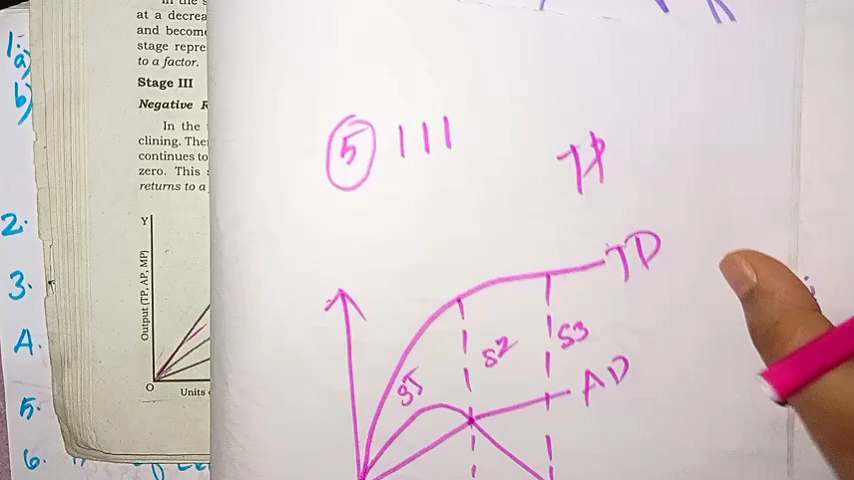 In the s
at a decrea
and become
stage repre
to a factor.
Stage III
Negative R
In the
clining. The
continues to
zero. This
returns to a
Y
Output (TP, AP, MP)
O
Units
1.
a)
b)
2.
3.
A.
5.
6.
5 111
TP
TP
S1
S2
S3
AP